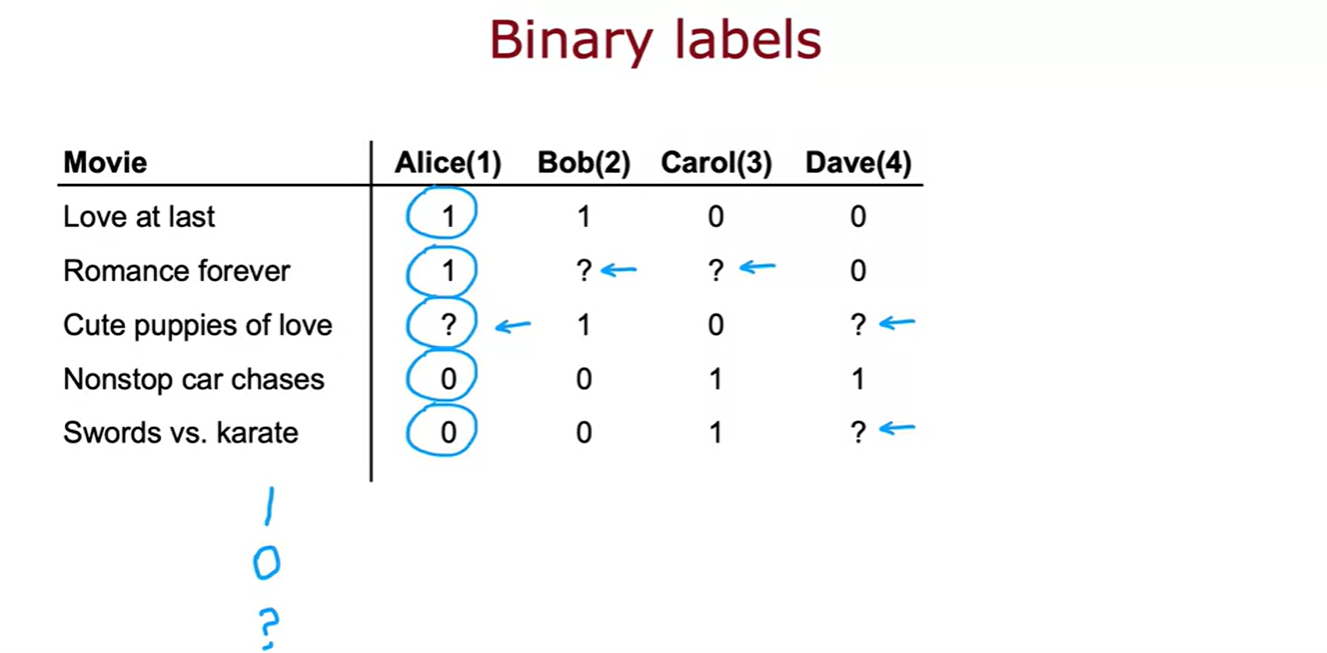 Binary labels
Movie Alice(1) Bob(2) Carol(3) Dave(4)
Love at last 1 1 0 0
Romance forever 1 ? ? 0
Cute puppies of love ? 1 0 ?
Nonstop car chases 0 0 1 1
Swords vs. karate 0 0 1 ?
1
0
?